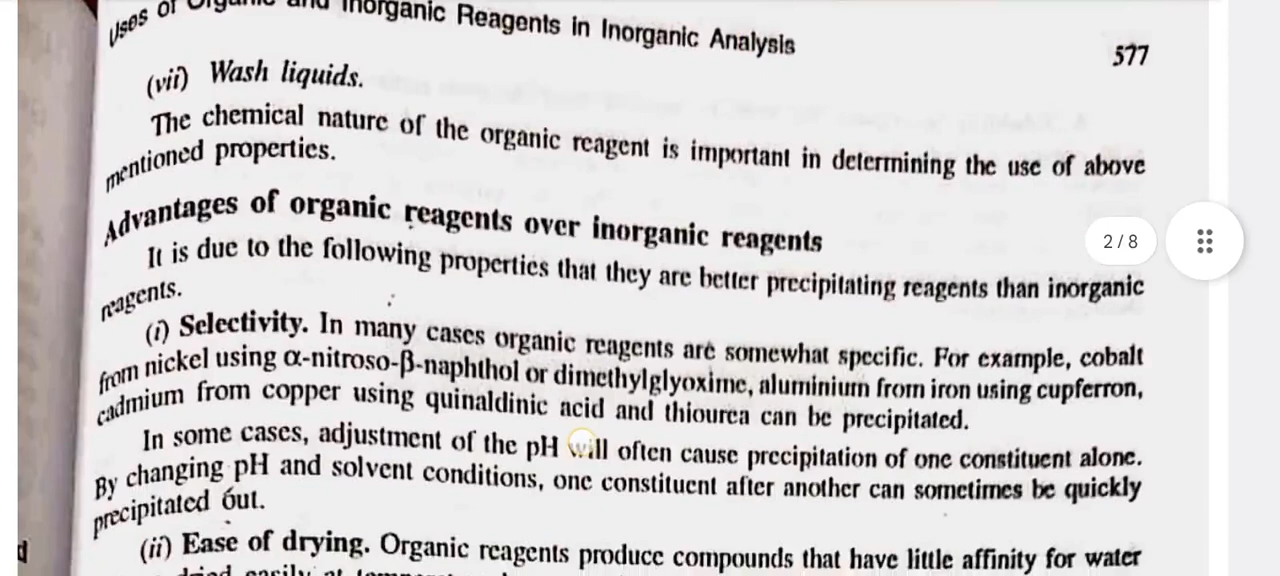 Uses of Organic and Inorganic Reagents in Inorganic Analysis
577
(vii) Wash liquids.
The chemical nature of the organic reagent is important in determining the use of above
mentioned properties.
Advantages of organic reagents over inorganic reagents
It is due to the following properties that they are better precipitating reagents than inorganic
reagents.
(i) Selectivity. In many cases organic reagents are somewhat specific. For example, cobalt
from nickel using α-nitroso-β-naphthol or dimethylglyoxime, aluminium from iron using cupferron,
cadmium from copper using quinaldinic acid and thiourea can be precipitated.
In some cases, adjustment of the pH will often cause precipitation of one constituent alone.
By changing pH and solvent conditions, one constituent after another can sometimes be quickly
precipitated out.
(ii) Ease of drying. Organic reagents produce compounds that have little affinity for water
dried easily at
2 / 8
d